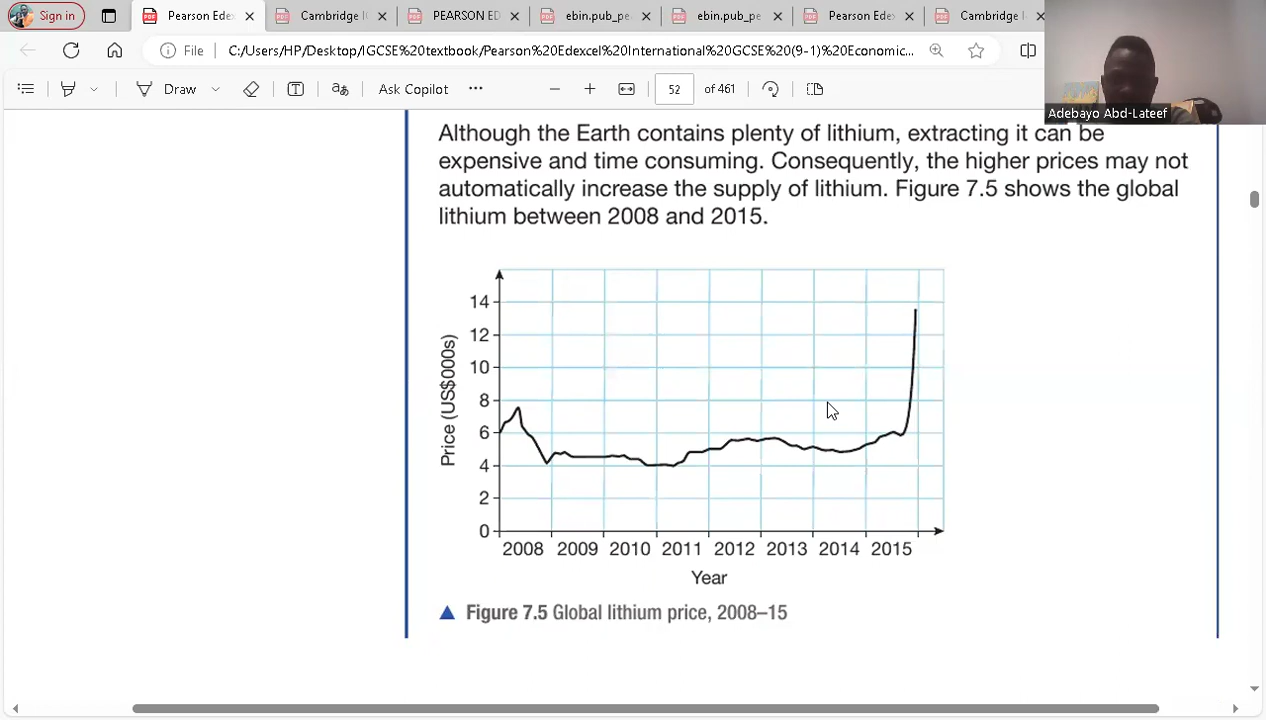 Sign in
Pearson Edex
Cambridge I
PEARSON ED
ebin.pub_pe
ebin.pub_pe
Pearson Edex
Cambridge I
File
C:/Users/HP/Desktop/IGCSE%20textbook/Pearson%20Edexcel%20International%20GCSE%20(9-1)%20Economic...
Draw
Ask Copilot
52
of 461
Adebayo Abd-Lateef
Although the Earth contains plenty of lithium, extracting it can be
expensive and time consuming. Consequently, the higher prices may not
automatically increase the supply of lithium. Figure 7.5 shows the global
lithium between 2008 and 2015.
Price (US$000s)
14
12
10
8
6
4
2
0
2008 2009 2010 2011 2012 2013 2014 2015
Year
▲ Figure 7.5 Global lithium price, 2008–15